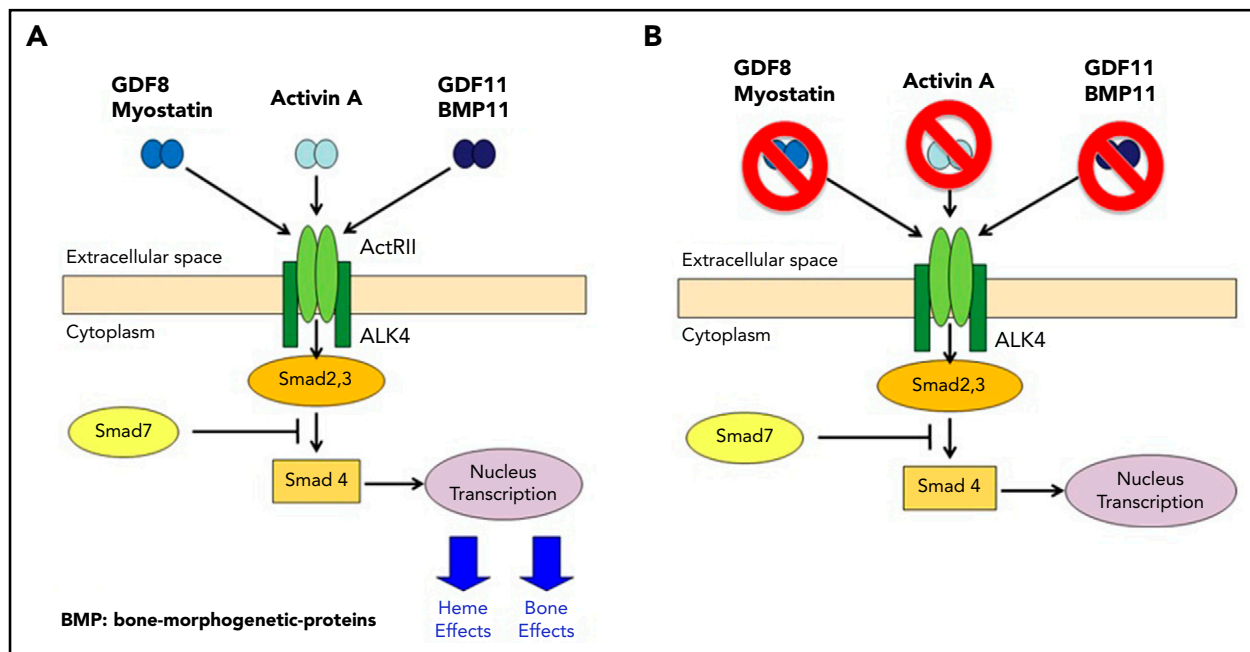 A
GDF8
Myostatin
Activin A
GDF11
BMP11
ActRII
Extracellular space
Cytoplasm
ALK4
Smad2,3
Smad7
Smad 4
Nucleus
Transcription
Heme
Effects
Bone
Effects
BMP: bone-morphogenetic-proteins
B
GDF8
Myostatin
Activin A
GDF11
BMP11
Extracellular space
Cytoplasm
ALK4
Smad2,3
Smad7
Smad 4
Nucleus
Transcription